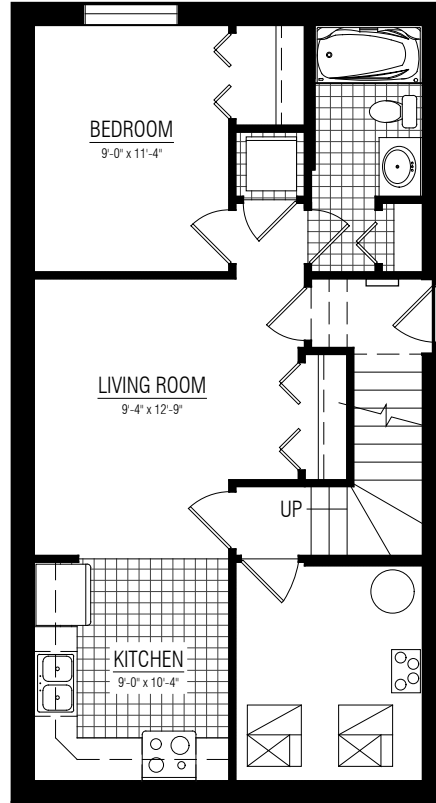 BEDROOM
9'-0" x 11'-4"
LIVING ROOM
9'-4" x 12'-9"
UP
KITCHEN
9'-0" x 10'-4"